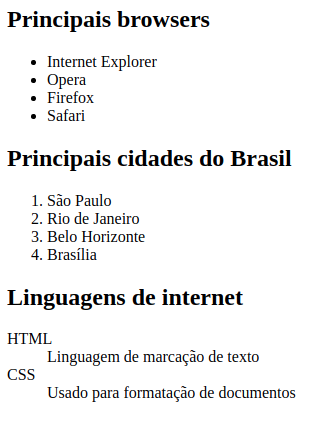 Principais browsers
• Internet Explorer
• Opera
• Firefox
• Safari
Principais cidades do Brasil
1. São Paulo
2. Rio de Janeiro
3. Belo Horizonte
4. Brasília
Linguagens de internet
HTML
Linguagem de marcação de texto
CSS
Usado para formatação de documentos